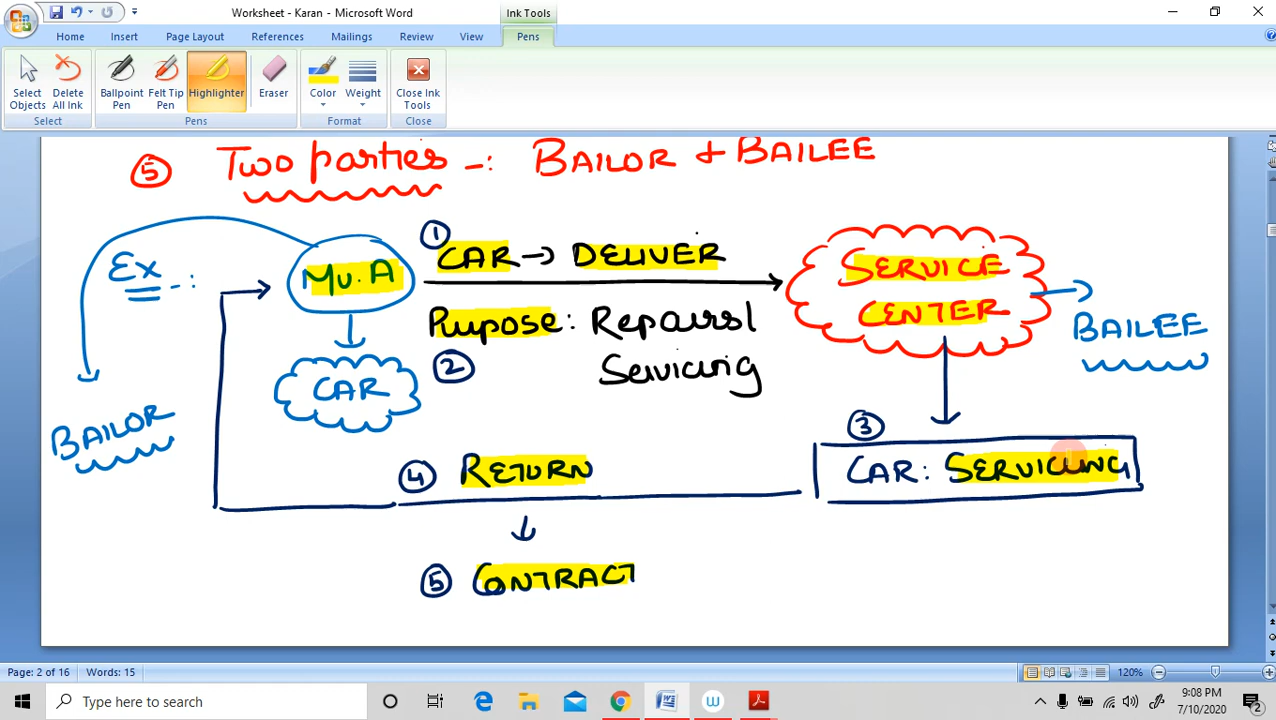 Worksheet - Karan - Microsoft Word
Ink Tools
Home Insert Page Layout References Mailings Review View Pens
Select Objects
Delete All Ink
Ballpoint Pen
Felt Tip Pen
Highlighter
Eraser
Color
Weight
Close Ink Tools
Select Pens Format Close
⑤ Two parties -: BAILOR + BAILEE
Ex -:
Mr. A
① CAR → DELIVER
SERVICE CENTER
Purpose: Repairs/
② Servicing
BAILEE
CAR
BAILOR
③
CAR: SERVICING
④ RETURN
⑤ CONTRACT
Page: 2 of 16 Words: 15 120%
Type here to search
9:08 PM
7/10/2020
2